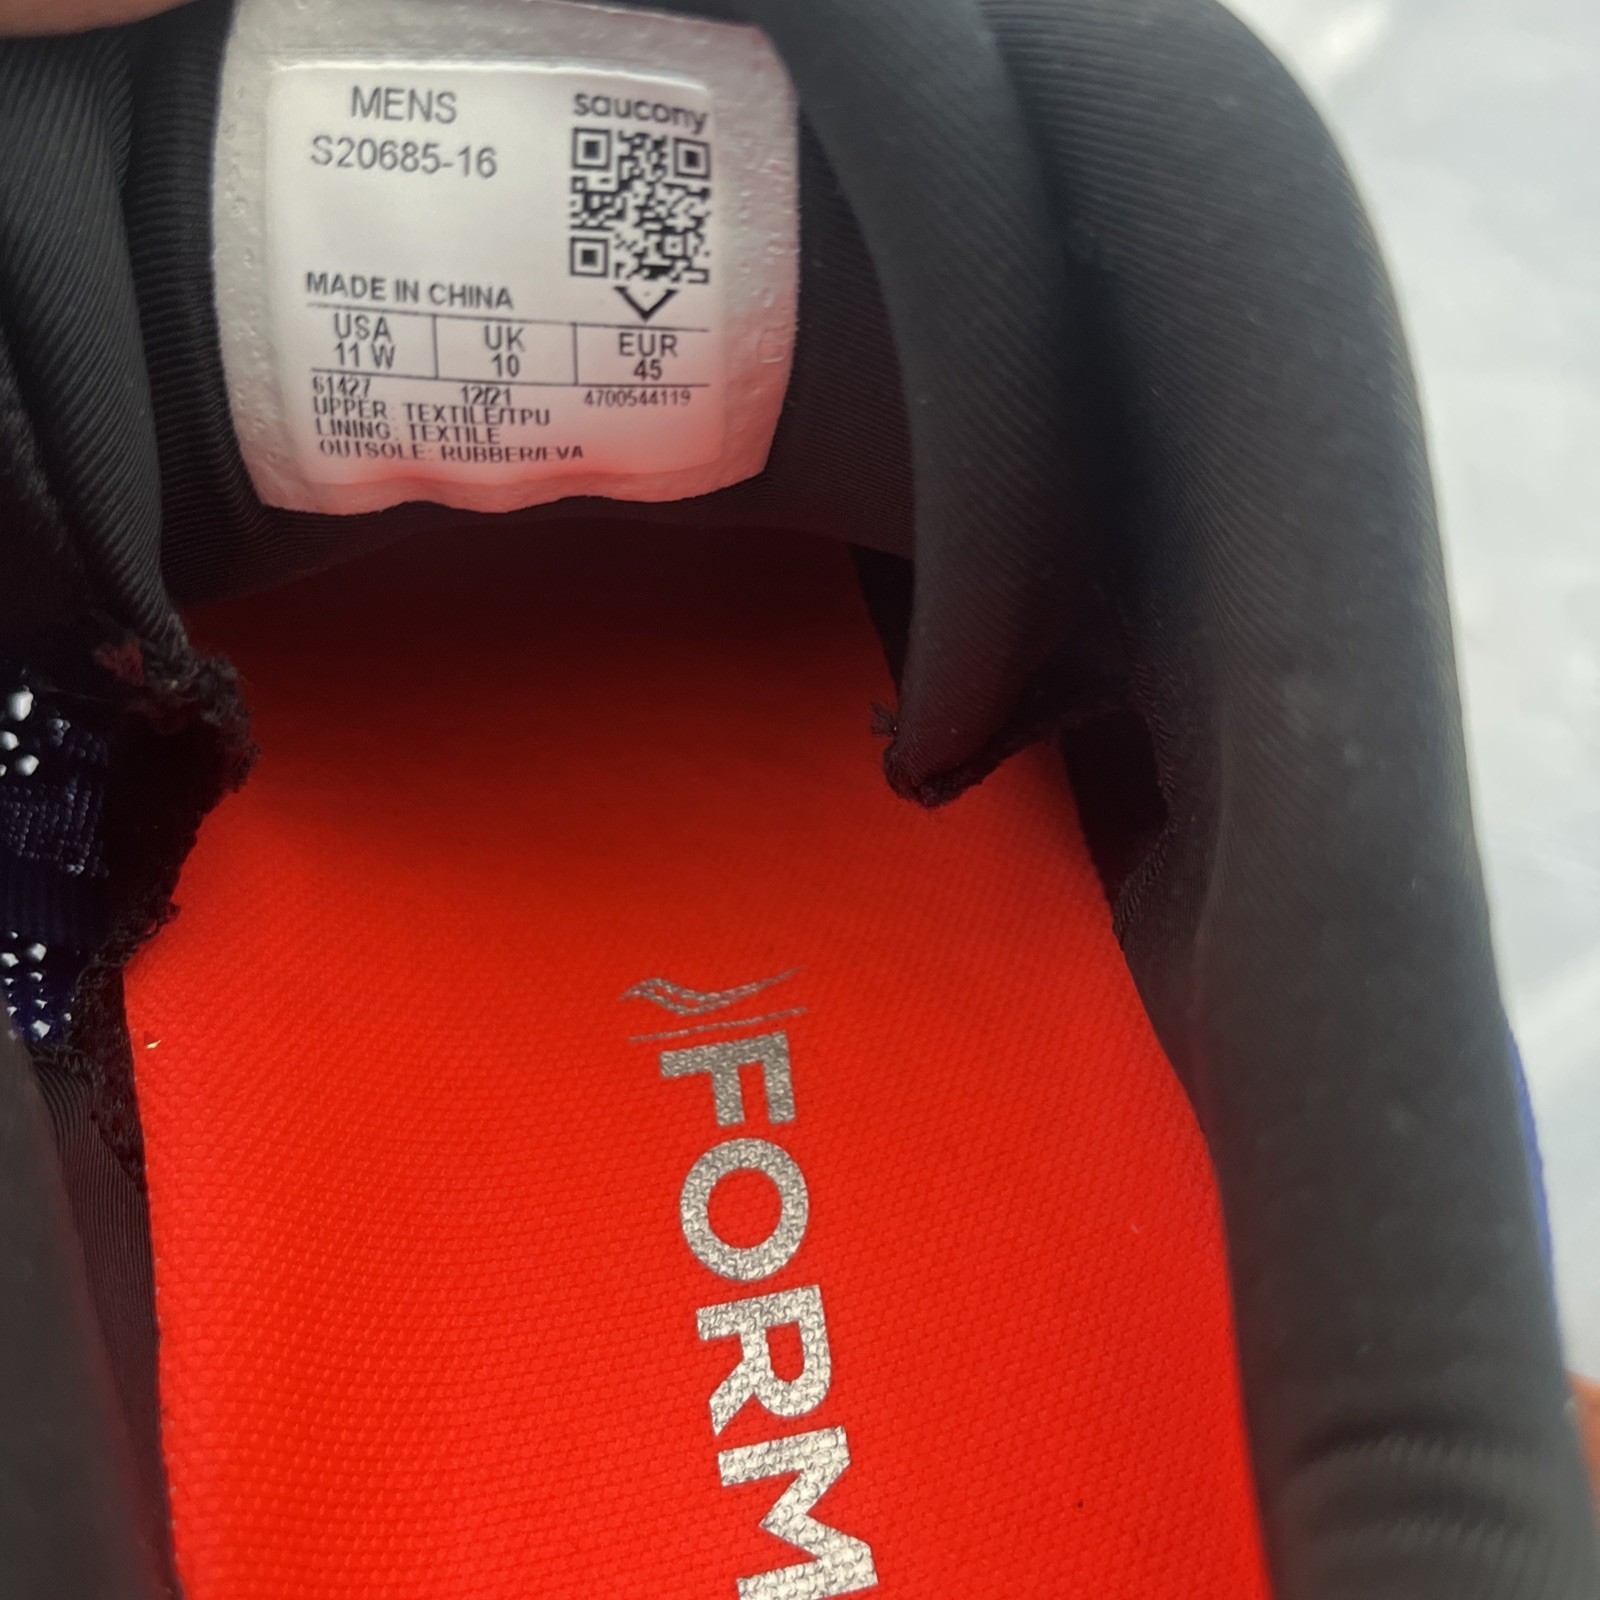 MENS
S20685-16
saucony
MADE IN CHINA
USA UK EUR
11 W 10 45
61427 12/21 4700544119
UPPER: TEXTILE/TPU
LINING: TEXTILE
OUTSOLE: RUBBER/EVA
FORM